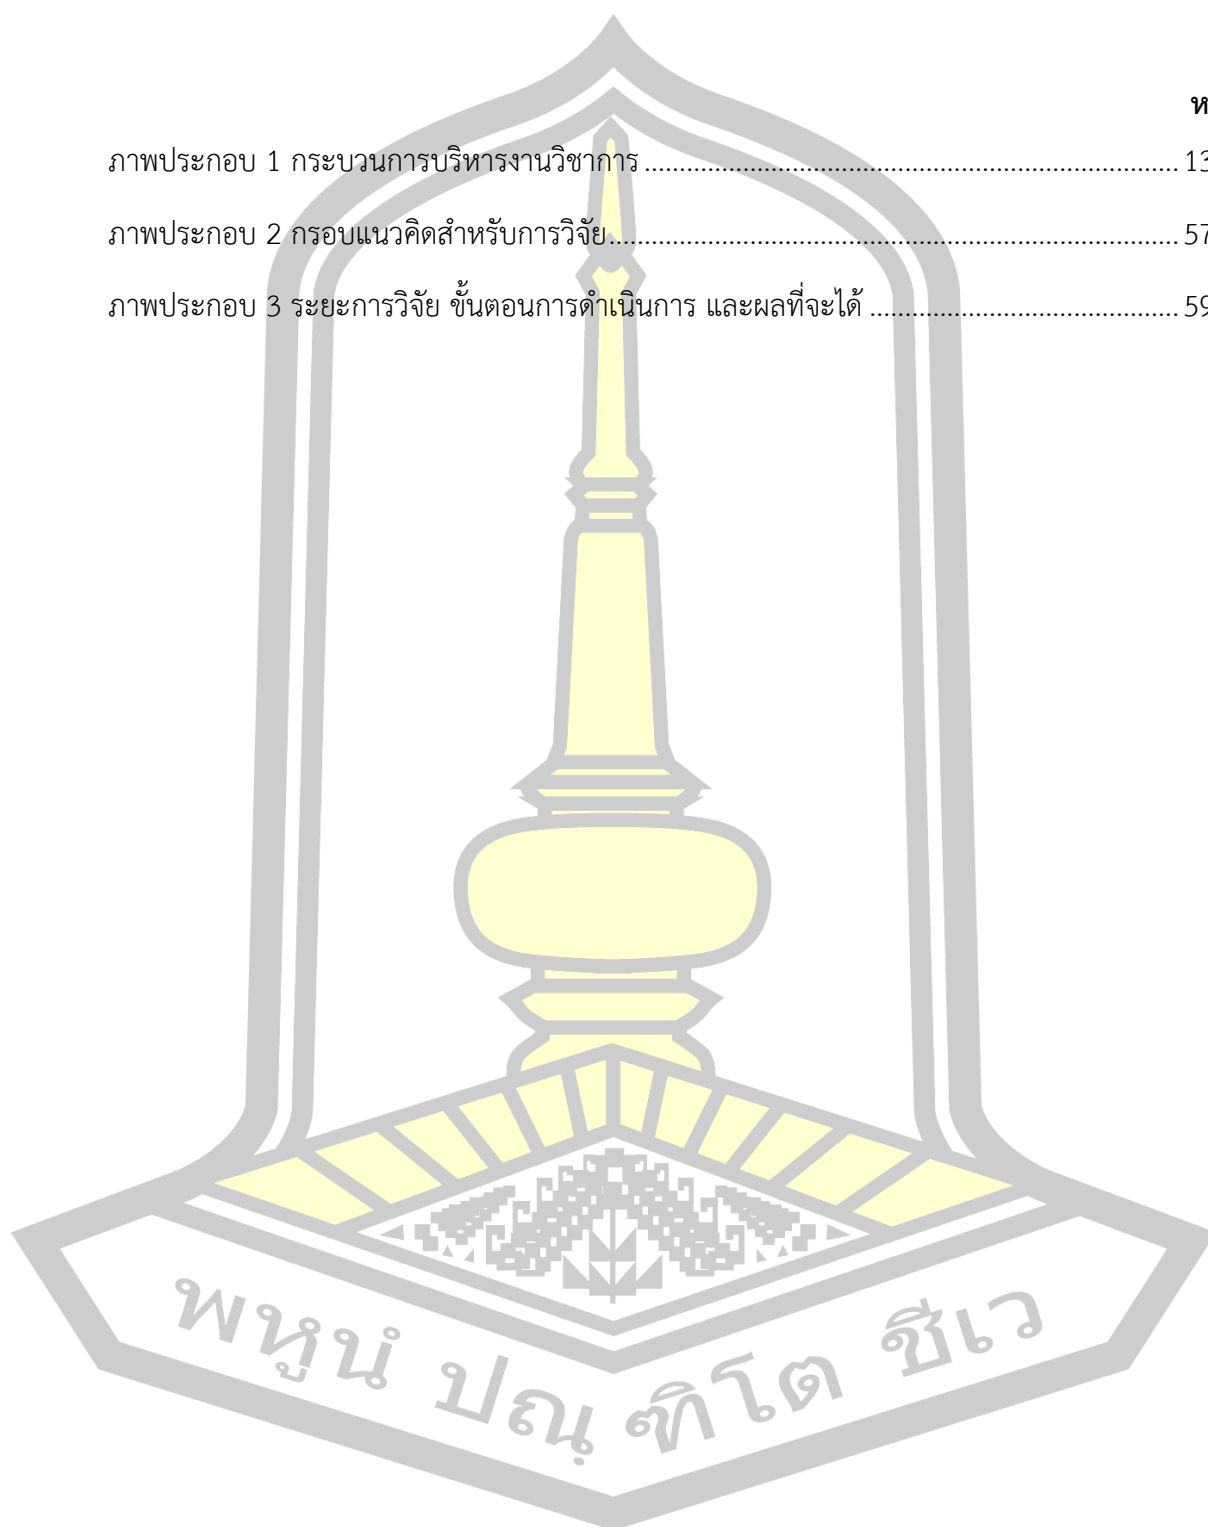 ห
ภาพประกอบ 1 กระบวนการบริหารงานวิชาการ ............................................................................... 13
ภาพประกอบ 2 กรอบแนวคิดสำหรับการวิจัย.................................................................................... 57
ภาพประกอบ 3 ระยะการวิจัย ขั้นตอนการดำเนินการ และผลที่จะได้ .............................................. 59
พหูนํ ปณฺฑิโต ชีเว